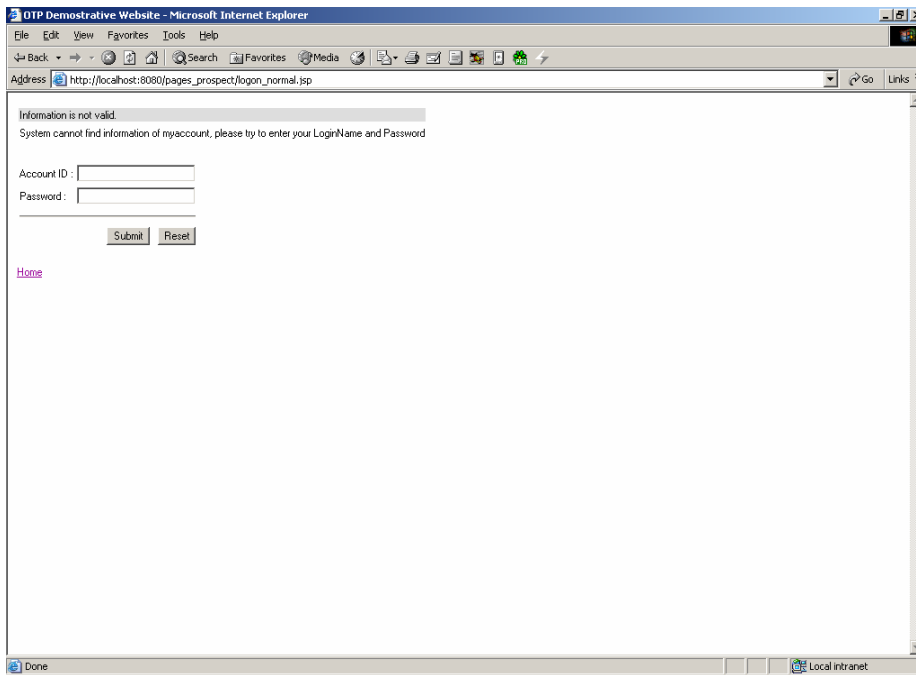 OTP Demostrative Website - Microsoft Internet Explorer
File Edit View Favorites Tools Help
Back Search Favorites Media
Address http://localhost:8080/pages_prospect/logon_normal.jsp Go Links
Information is not valid.
System cannot find information of myaccount, please try to enter your LoginName and Password
Account ID :
Password :
Submit Reset
Home
Done Local intranet